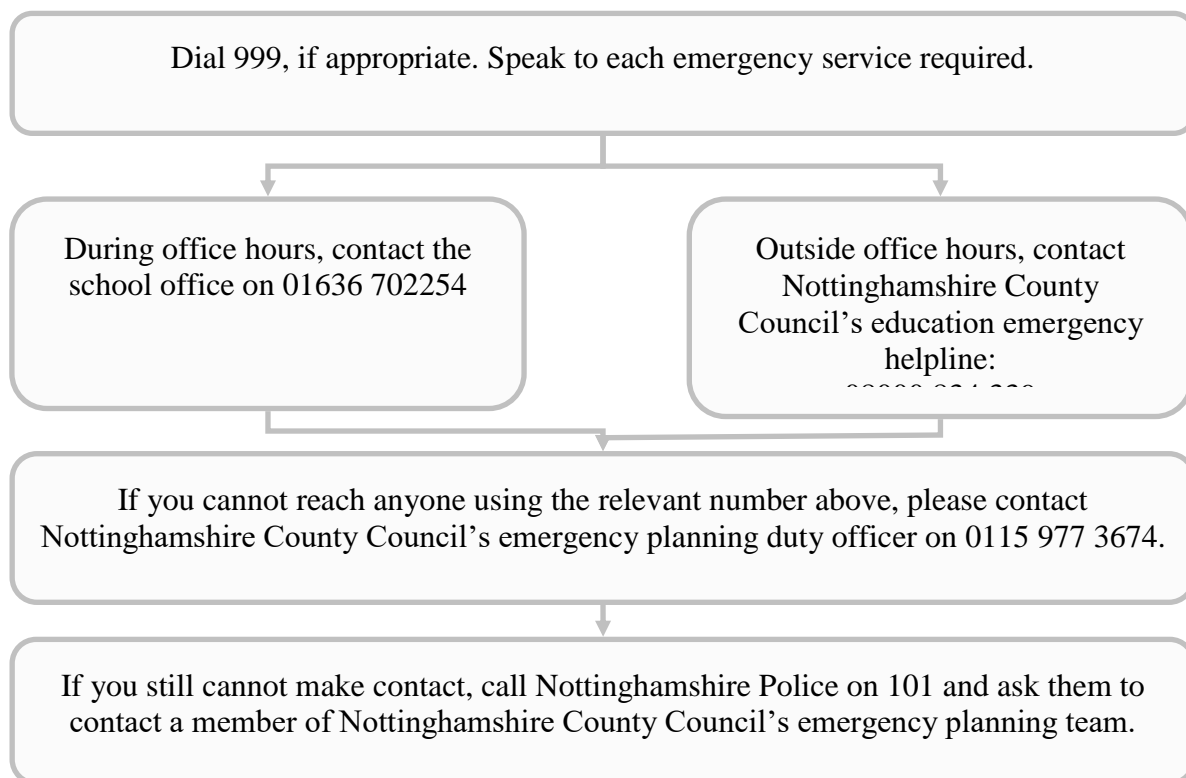 Dial 999, if appropriate. Speak to each emergency service required.
During office hours, contact the
school office on 01636 702254
Outside office hours, contact
Nottinghamshire County
Council’s education emergency
helpline:
If you cannot reach anyone using the relevant number above, please contact
Nottinghamshire County Council’s emergency planning duty officer on 0115 977 3674.
If you still cannot make contact, call Nottinghamshire Police on 101 and ask them to
contact a member of Nottinghamshire County Council’s emergency planning team.